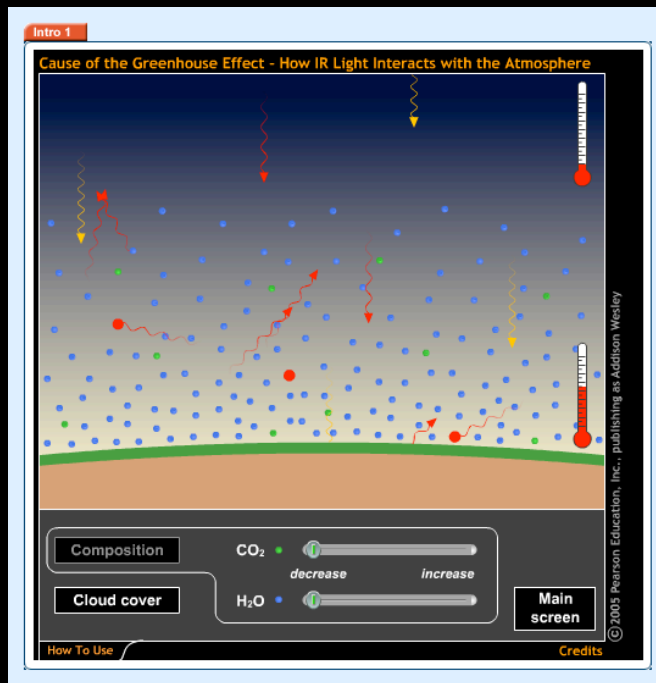 Intro 1
Cause of the Greenhouse Effect - How IR Light Interacts with the Atmosphere
©2005 Pearson Education, Inc., publishing as Addison Wesley
Composition
CO₂
decrease increase
Cloud cover
H₂O
Main
screen
How To Use
Credits